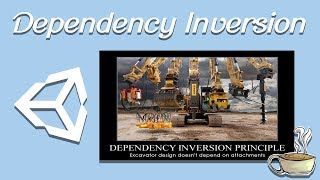 Dependency Inversion
DEPENDENCY INVERSION PRINCIPLE
Excavator design doesn't depend on attachments